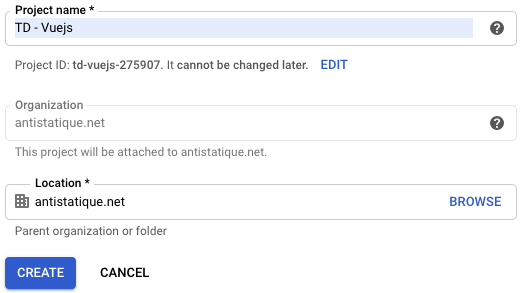 Project name *
TD - Vuejs
Project ID: td-vuejs-275907. It cannot be changed later. EDIT
Organization
antistatique.net
This project will be attached to antistatique.net.
Location *
antistatique.net BROWSE
Parent organization or folder
CREATE CANCEL